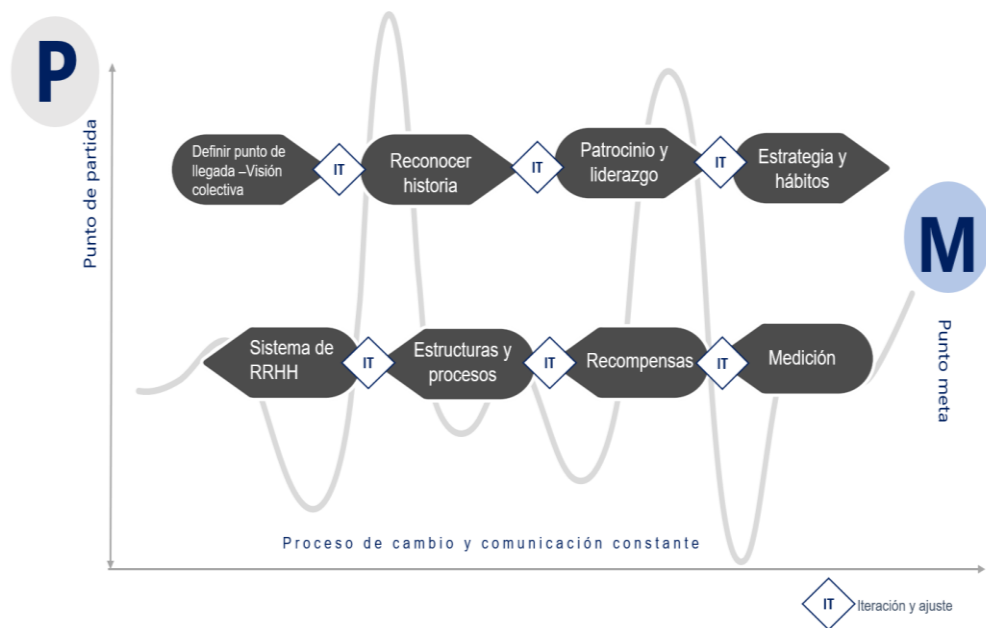 P
Punto de partida
Definir punto de
llegada –Visión
colectiva
IT
Reconocer
historia
IT
Patrocinio y
liderazgo
IT
Estrategia y
hábitos
M
Punto meta
Sistema de
RRHH
IT
Estructuras y
procesos
IT
Recompensas
IT
Medición
Proceso de cambio y comunicación constante
IT
Iteración y ajuste